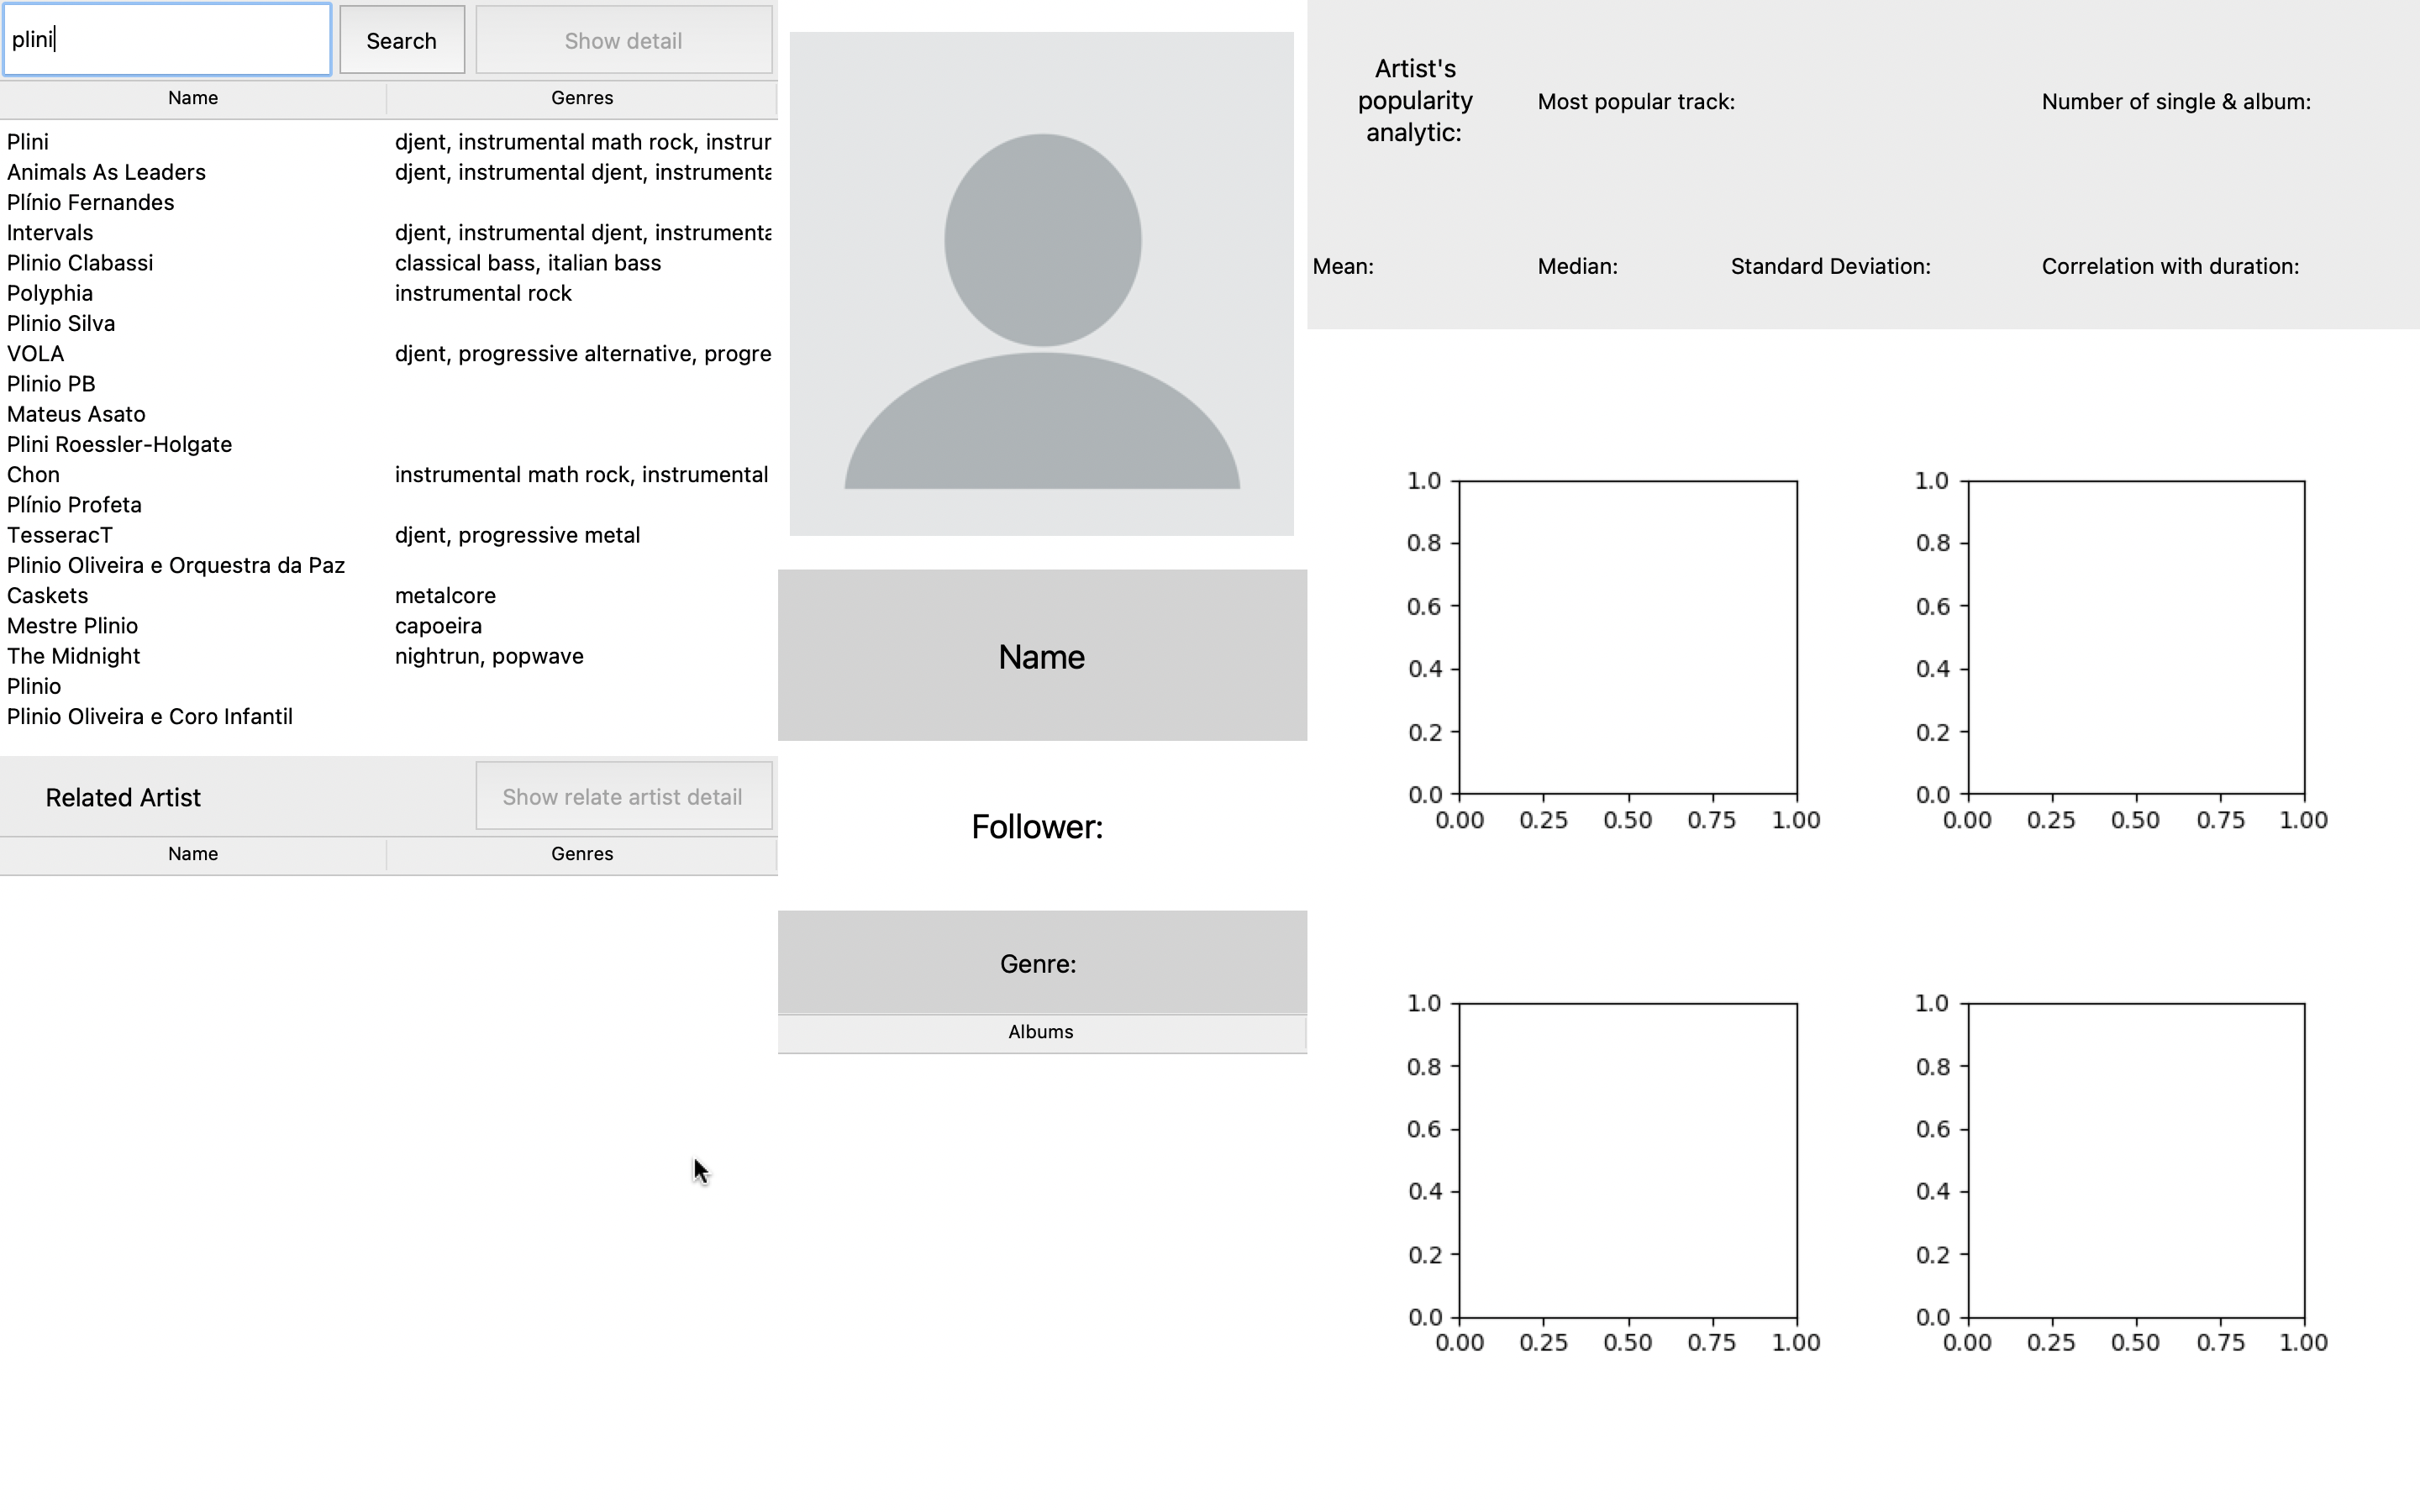 plini
Search
Show detail
Name Genres
Plini djent, instrumental math rock, instrur
Animals As Leaders djent, instrumental djent, instrumenta
Plínio Fernandes
Intervals djent, instrumental djent, instrumenta
Plinio Clabassi classical bass, italian bass
Polyphia instrumental rock
Plinio Silva
VOLA djent, progressive alternative, progre
Plinio PB
Mateus Asato
Plini Roessler-Holgate
Chon instrumental math rock, instrumental
Plínio Profeta
TesseracT djent, progressive metal
Plinio Oliveira e Orquestra da Paz
Caskets metalcore
Mestre Plinio capoeira
The Midnight nightrun, popwave
Plinio
Plinio Oliveira e Coro Infantil
Related Artist
Show relate artist detail
Name Genres
Name
Follower:
Genre:
Albums
Artist's
popularity
analytic:
Most popular track:
Number of single & album:
Mean:
Median:
Standard Deviation:
Correlation with duration:
1.0
0.8
0.6
0.4
0.2
0.0
0.00 0.25 0.50 0.75 1.00
1.0
0.8
0.6
0.4
0.2
0.0
0.00 0.25 0.50 0.75 1.00
1.0
0.8
0.6
0.4
0.2
0.0
0.00 0.25 0.50 0.75 1.00
1.0
0.8
0.6
0.4
0.2
0.0
0.00 0.25 0.50 0.75 1.00